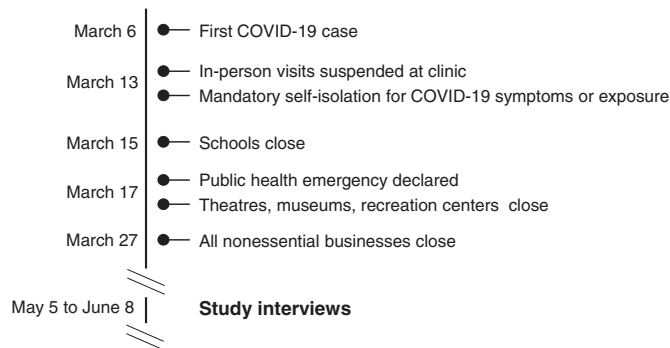 March 6 First COVID-19 case
March 13 In-person visits suspended at clinic
Mandatory self-isolation for COVID-19 symptoms or exposure
March 15 Schools close
March 17 Public health emergency declared
Theatres, museums, recreation centers close
March 27 All nonessential businesses close
May 5 to June 8 Study interviews